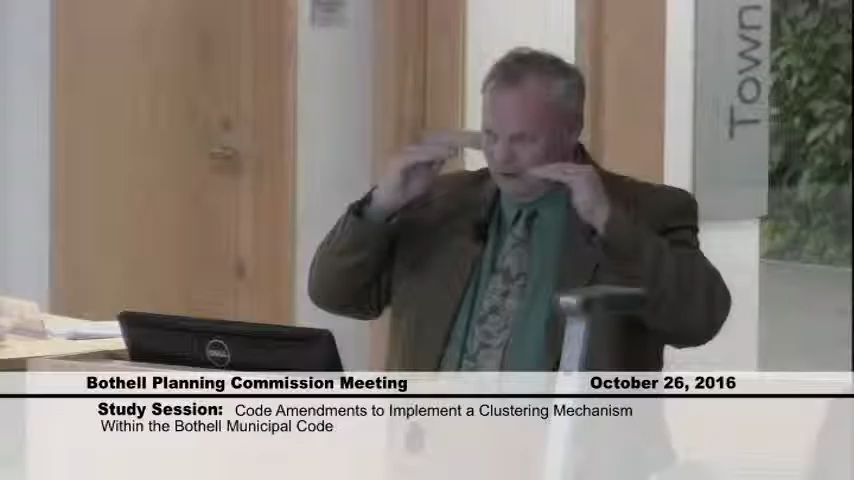 Town
DELL
Bothell Planning Commission Meeting October 26, 2016
Study Session: Code Amendments to Implement a Clustering Mechanism
Within the Bothell Municipal Code